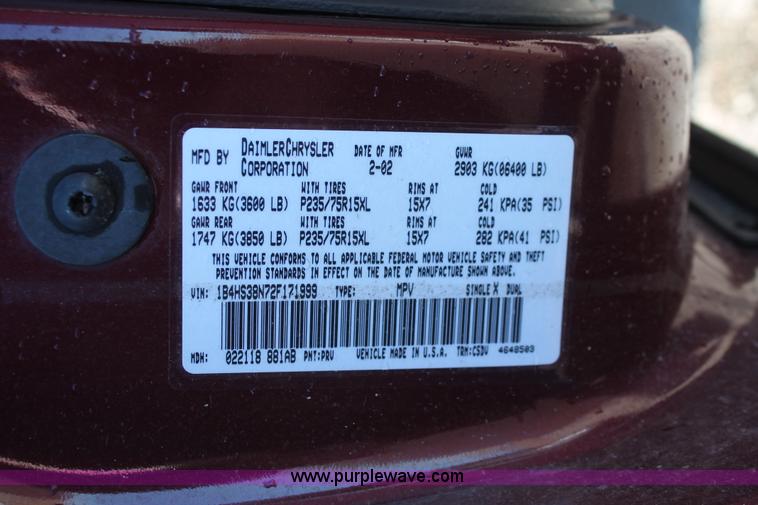 MFD BY DAIMLERCHRYSLER CORPORATION DATE OF MFR 2-02 GVWR 2903 KG(06400 LB)
GAWR FRONT WITH TIRES RIMS AT COLD
1633 KG(3600 LB) P235/75R15XL 15X7 241 KPA(35 PSI)
GAWR REAR WITH TIRES RIMS AT COLD
1747 KG(3850 LB) P235/75R15XL 15X7 282 KPA(41 PSI)
THIS VEHICLE CONFORMS TO ALL APPLICABLE FEDERAL MOTOR VEHICLE SAFETY AND THEFT
PREVENTION STANDARDS IN EFFECT ON THE DATE OF MANUFACTURE SHOWN ABOVE.
VIN: 1B4HS38N72F171999 TYPE: MPV SINGLE X DUAL
MDH: 022118 881AB PNT:PRV VEHICLE MADE IN U.S.A. TRM:CSDV 4648503
www.purplewave.com